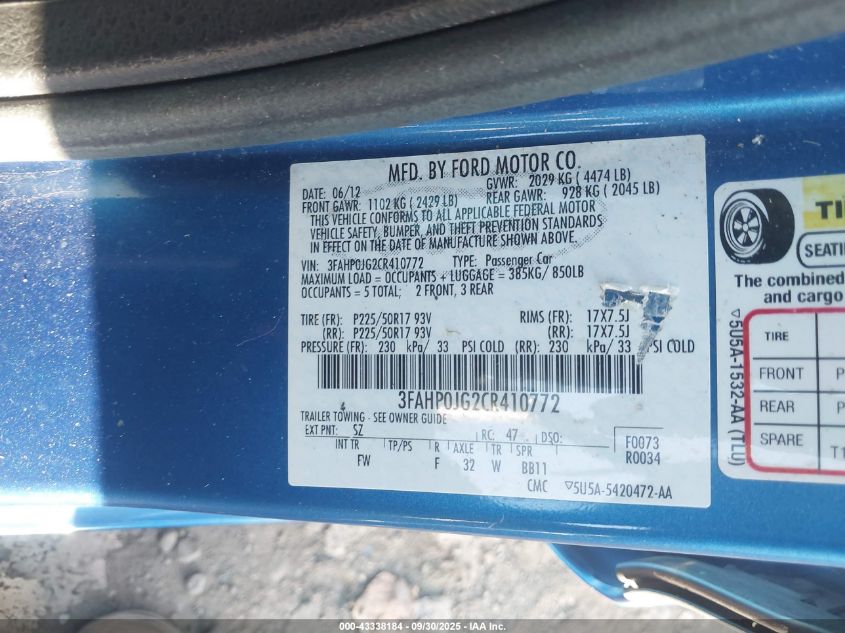 MFD. BY FORD MOTOR CO.
DATE: 06/12 GVWR: 2029 KG ( 4474 LB)
FRONT GAWR: 1102 KG ( 2429 LB) REAR GAWR: 928 KG ( 2045 LB)
THIS VEHICLE CONFORMS TO ALL APPLICABLE FEDERAL MOTOR
VEHICLE SAFETY, BUMPER, AND THEFT PREVENTION STANDARDS
IN EFFECT ON THE DATE OF MANUFACTURE SHOWN ABOVE.
VIN: 3FAHP0JG2CR410772 TYPE: Passenger Car
MAXIMUM LOAD = OCCUPANTS + LUGGAGE = 385KG/ 850LB
OCCUPANTS = 5 TOTAL; 2 FRONT, 3 REAR
TIRE (FR): P225/50R17 93V RIMS (FR): 17X7.5J
(RR): P225/50R17 93V (RR): 17X7.5J
PRESSURE (FR): 230 kPa/ 33 PSI COLD (RR): 230 kPa/ 33 PSI COLD
3FAHP0JG2CR410772
TRAILER TOWING - SEE OWNER GUIDE
EXT PNT: SZ RC: 47 DSO: F0073
R0034
INT TR TP/PS R AXLE TR SPR
FW F 32 W BB11
CMC ▽5U5A-5420472-AA
TI
SEATI
The combined
and cargo
▽5U5A-1532-AA (TLU)
TIRE
FRONT P
REAR P
SPARE T1
000-43338184 - 09/30/2025 - IAA Inc.